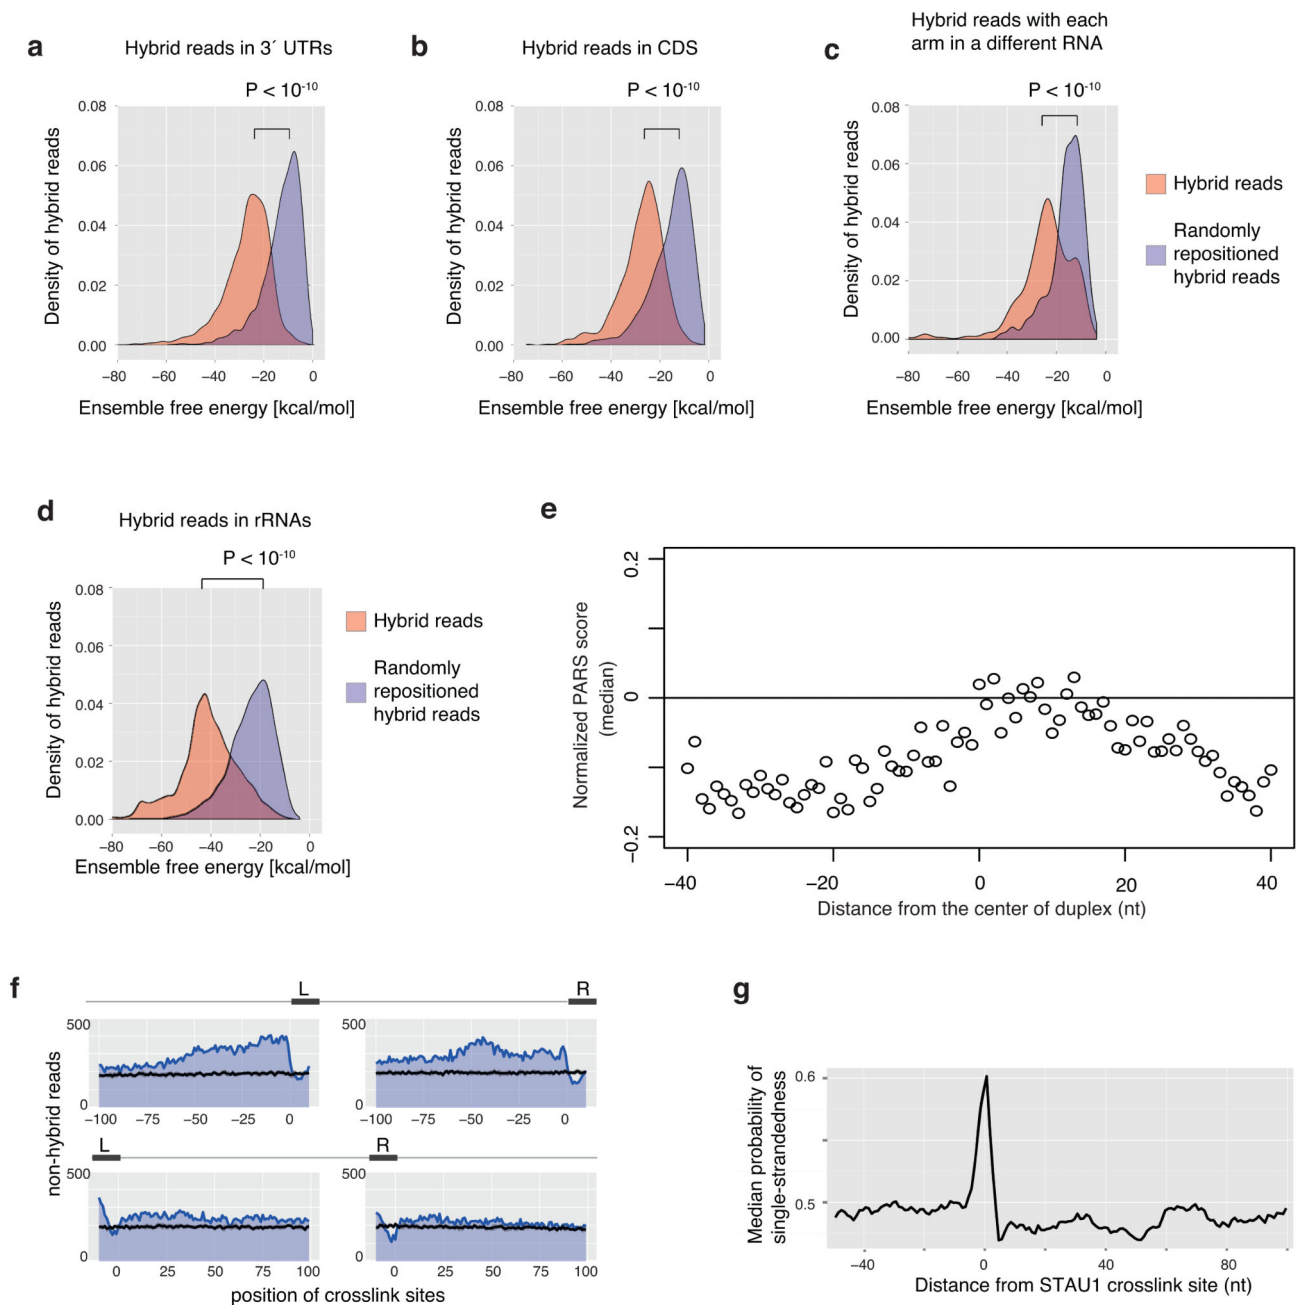 a
Hybrid reads in 3´ UTRs
P < 10-10
0.08
0.06
0.04
0.02
0.00
Density of hybrid reads
−80 −60 −40 −20 0
Ensemble free energy [kcal/mol]
b
Hybrid reads in CDS
P < 10-10
0.08
0.06
0.04
0.02
0.00
Density of hybrid reads
−80 −60 −40 −20 0
Ensemble free energy [kcal/mol]
c
Hybrid reads with each
arm in a different RNA
P < 10-10
0.08
0.06
0.04
0.02
0.00
Density of hybrid reads
−80 −60 −40 −20 0
Ensemble free energy [kcal/mol]
Hybrid reads
Randomly
repositioned
hybrid reads
d
Hybrid reads in rRNAs
P < 10-10
0.08
0.06
0.04
0.02
0.00
Density of hybrid reads
−80 −60 −40 −20 0
Ensemble free energy [kcal/mol]
Hybrid reads
Randomly
repositioned
hybrid reads
e
Normalized PARS score
(median)
0.2
0
−0.2
−40 −20 0 20 40
Distance from the center of duplex (nt)
f
L
R
500
0
−100 −75 −50 −25 0
500
0
−100 −75 −50 −25 0
non-hybrid reads
L
R
500
0
0 25 50 75 100
500
0
0 25 50 75 100
position of crosslink sites
g
Median probability of
single-strandedness
0.6
0.5
−40 0 40 80
Distance from STAU1 crosslink site (nt)